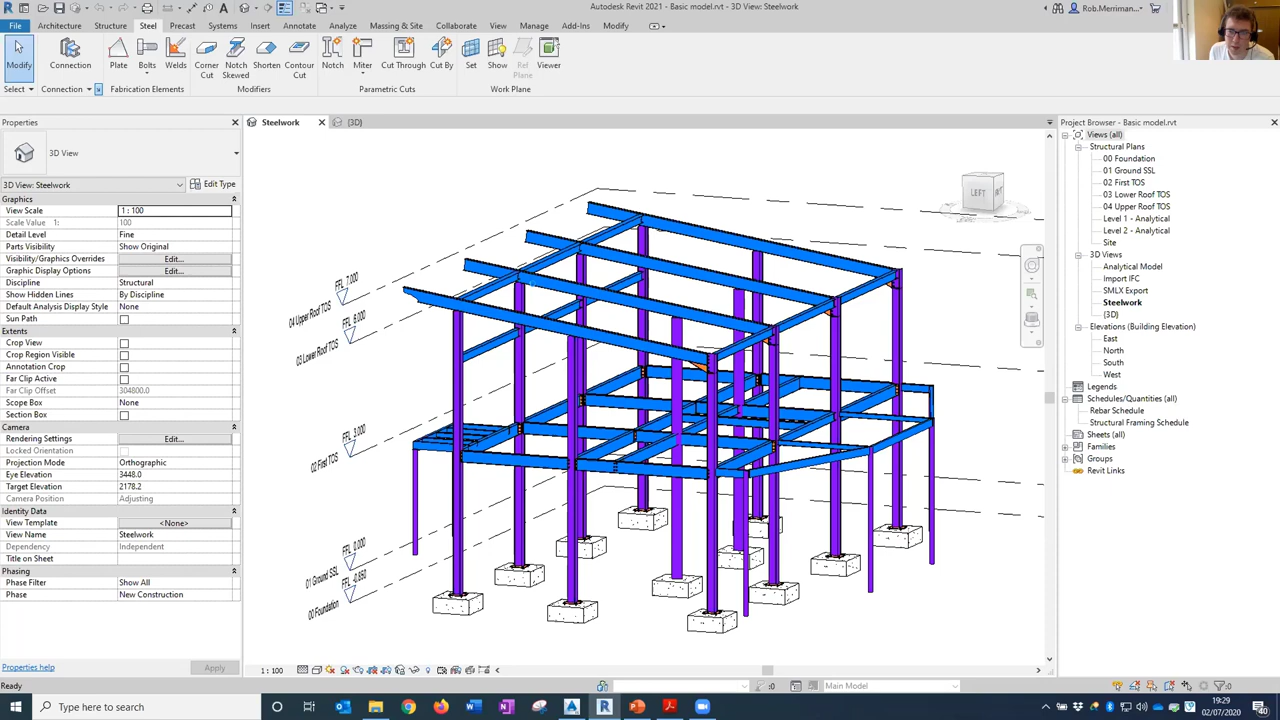 Autodesk Revit 2021 - Basic model.rvt - 3D View: Steelwork
Rob.Merriman...
File Architecture Structure Steel Precast Systems Insert Annotate Analyze Massing & Site Collaborate View Manage Add-Ins Modify
Modify
Connection
Plate
Bolts
Welds
Corner Cut
Notch Skewed
Shorten
Contour Cut
Notch
Miter
Cut Through
Cut By
Set
Show
Ref Plane
Viewer
Select
Connection
Fabrication Elements
Modifiers
Parametric Cuts
Work Plane
Properties
3D View
3D View: Steelwork
Edit Type
Graphics
View Scale 1 : 100
Scale Value 1: 100
Detail Level Fine
Parts Visibility Show Original
Visibility/Graphics Overrides Edit...
Graphic Display Options Edit...
Discipline Structural
Show Hidden Lines By Discipline
Default Analysis Display Style None
Sun Path
Extents
Crop View
Crop Region Visible
Annotation Crop
Far Clip Active
Far Clip Offset 304800.0
Scope Box None
Section Box
Camera
Rendering Settings Edit...
Locked Orientation
Projection Mode Orthographic
Eye Elevation 3448.0
Target Elevation 2178.2
Camera Position Adjusting
Identity Data
View Template <None>
View Name Steelwork
Dependency Independent
Title on Sheet
Phasing
Phase Filter Show All
Phase New Construction
Properties help
Apply
Steelwork
{3D}
LEFT
FFL 7.000
04 Upper Roof TOS
FFL 6.000
03 Lower Roof TOS
FFL 3.000
02 First TOS
FFL 0.000
01 Ground SSL
FFL -0.850
00 Foundation
1 : 100
Project Browser - Basic model.rvt
Views (all)
Structural Plans
00 Foundation
01 Ground SSL
02 First TOS
03 Lower Roof TOS
04 Upper Roof TOS
Level 1 - Analytical
Level 2 - Analytical
Site
3D Views
Analytical Model
Import IFC
SMLX Export
Steelwork
{3D}
Elevations (Building Elevation)
East
North
South
West
Legends
Schedules/Quantities (all)
Rebar Schedule
Structural Framing Schedule
Sheets (all)
Families
Groups
Revit Links
Ready
:0
Main Model
:0
Type here to search
19:29
02/07/2020